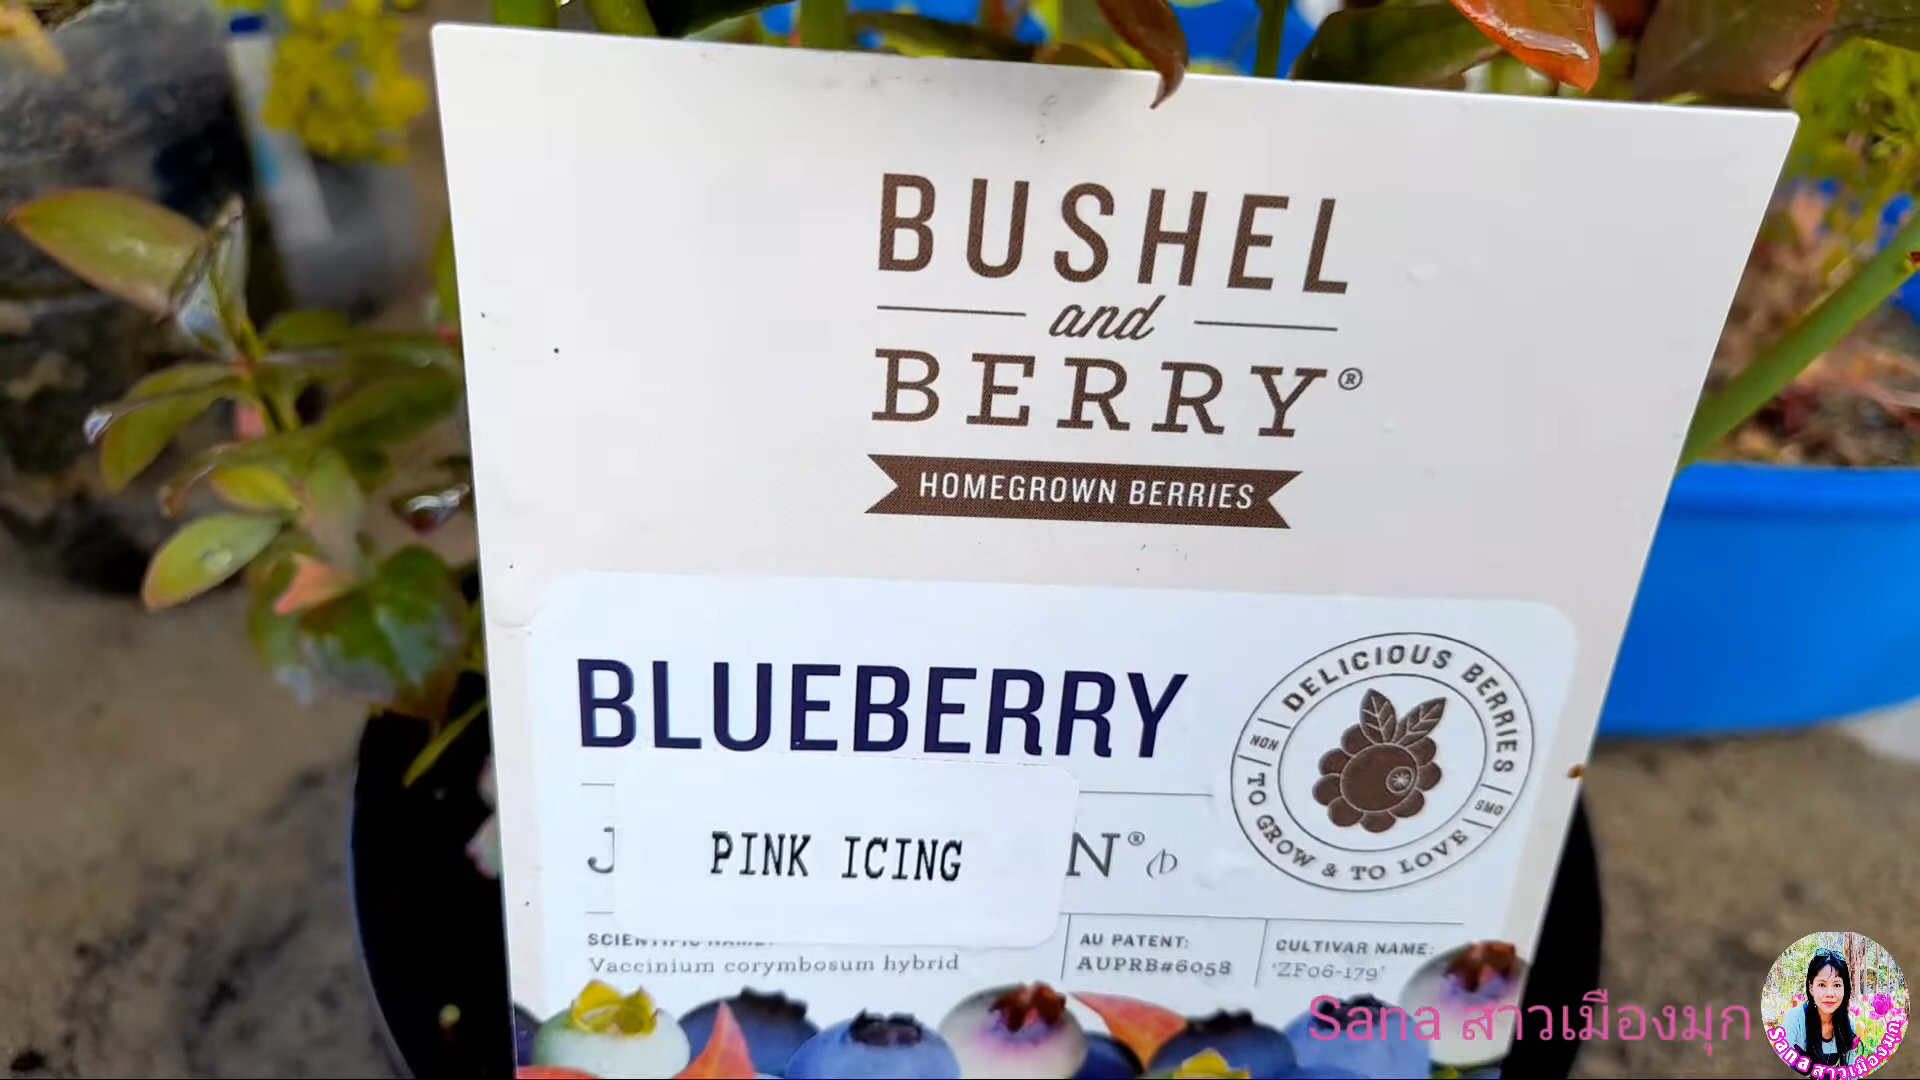 BUSHEL
and
BERRY®
HOMEGROWN BERRIES
BLUEBERRY
DELICIOUS BERRIES
NON GMO
TO GROW & TO LOVE
J N®
PINK ICING
SCIENTIFIC NAME:
Vaccinium corymbosum hybrid
AU PATENT:
AUPRB#6058
CULTIVAR NAME:
'ZF06-179'
Sana สาวเมืองมุก
Sana สาวเมืองมุก